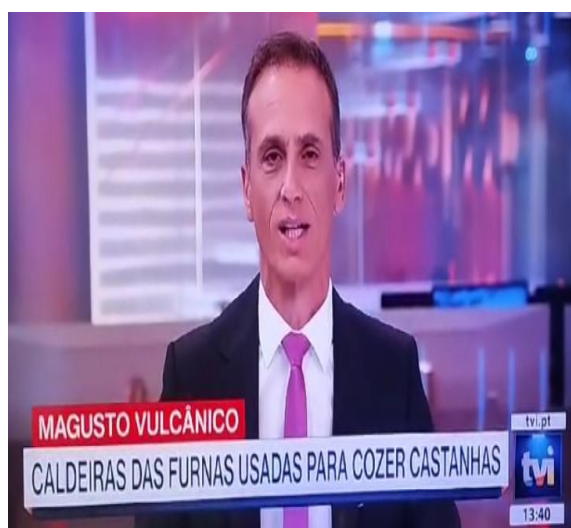 MAGUSTO VULCÂNICO
CALDEIRAS DAS FURNAS USADAS PARA COZER CASTANHAS
tvi.pt
tvi
13:40